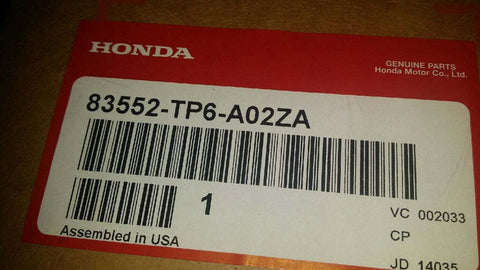 HONDA
GENUINE PARTS
Honda Motor Co., Ltd.
83552-TP6-A02ZA
1
VC 002033
Assembled in USA
CP
JD 14035